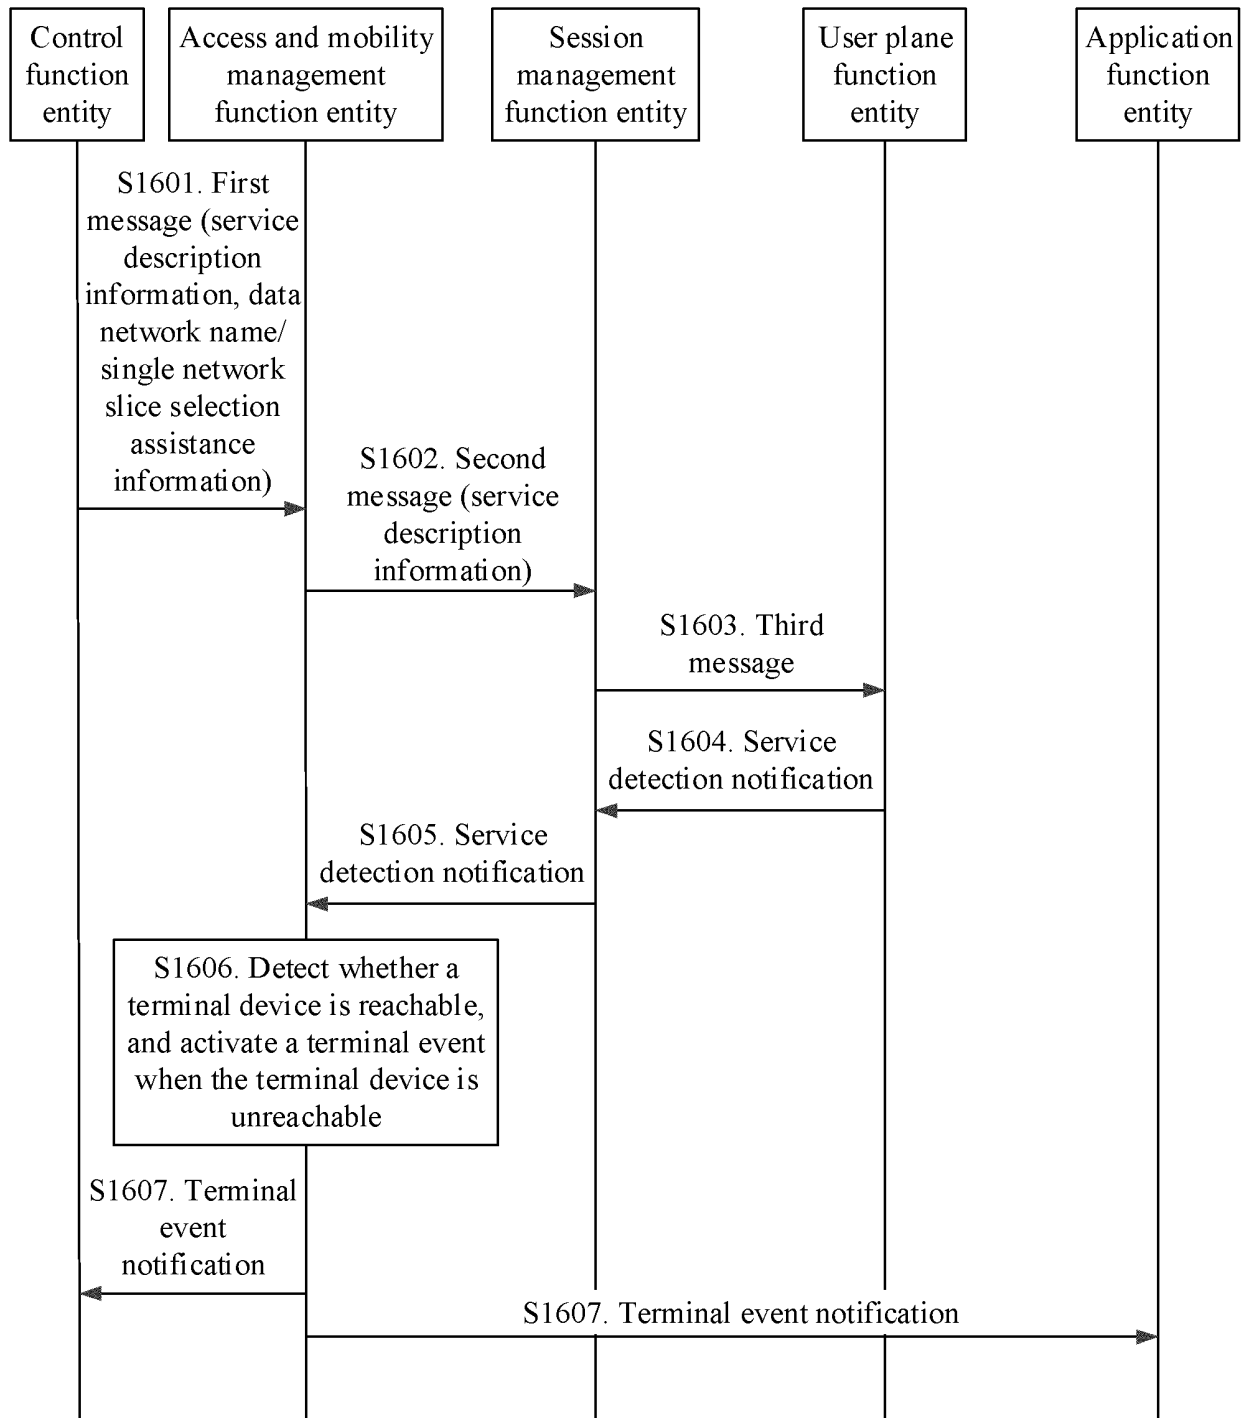 Control
function
entity
Access and mobility
management
function entity
Session
management
function entity
User plane
function
entity
Application
function
entity
S1601. First
message (service
description
information, data
network name/
single network
slice selection
assistance
information)
S1602. Second
message (service
description
information)
S1603. Third
message
S1604. Service
detection notification
S1605. Service
detection notification
S1606. Detect whether a
terminal device is reachable,
and activate a terminal event
when the terminal device is
unreachable
S1607. Terminal
event
notification
S1607. Terminal event notification